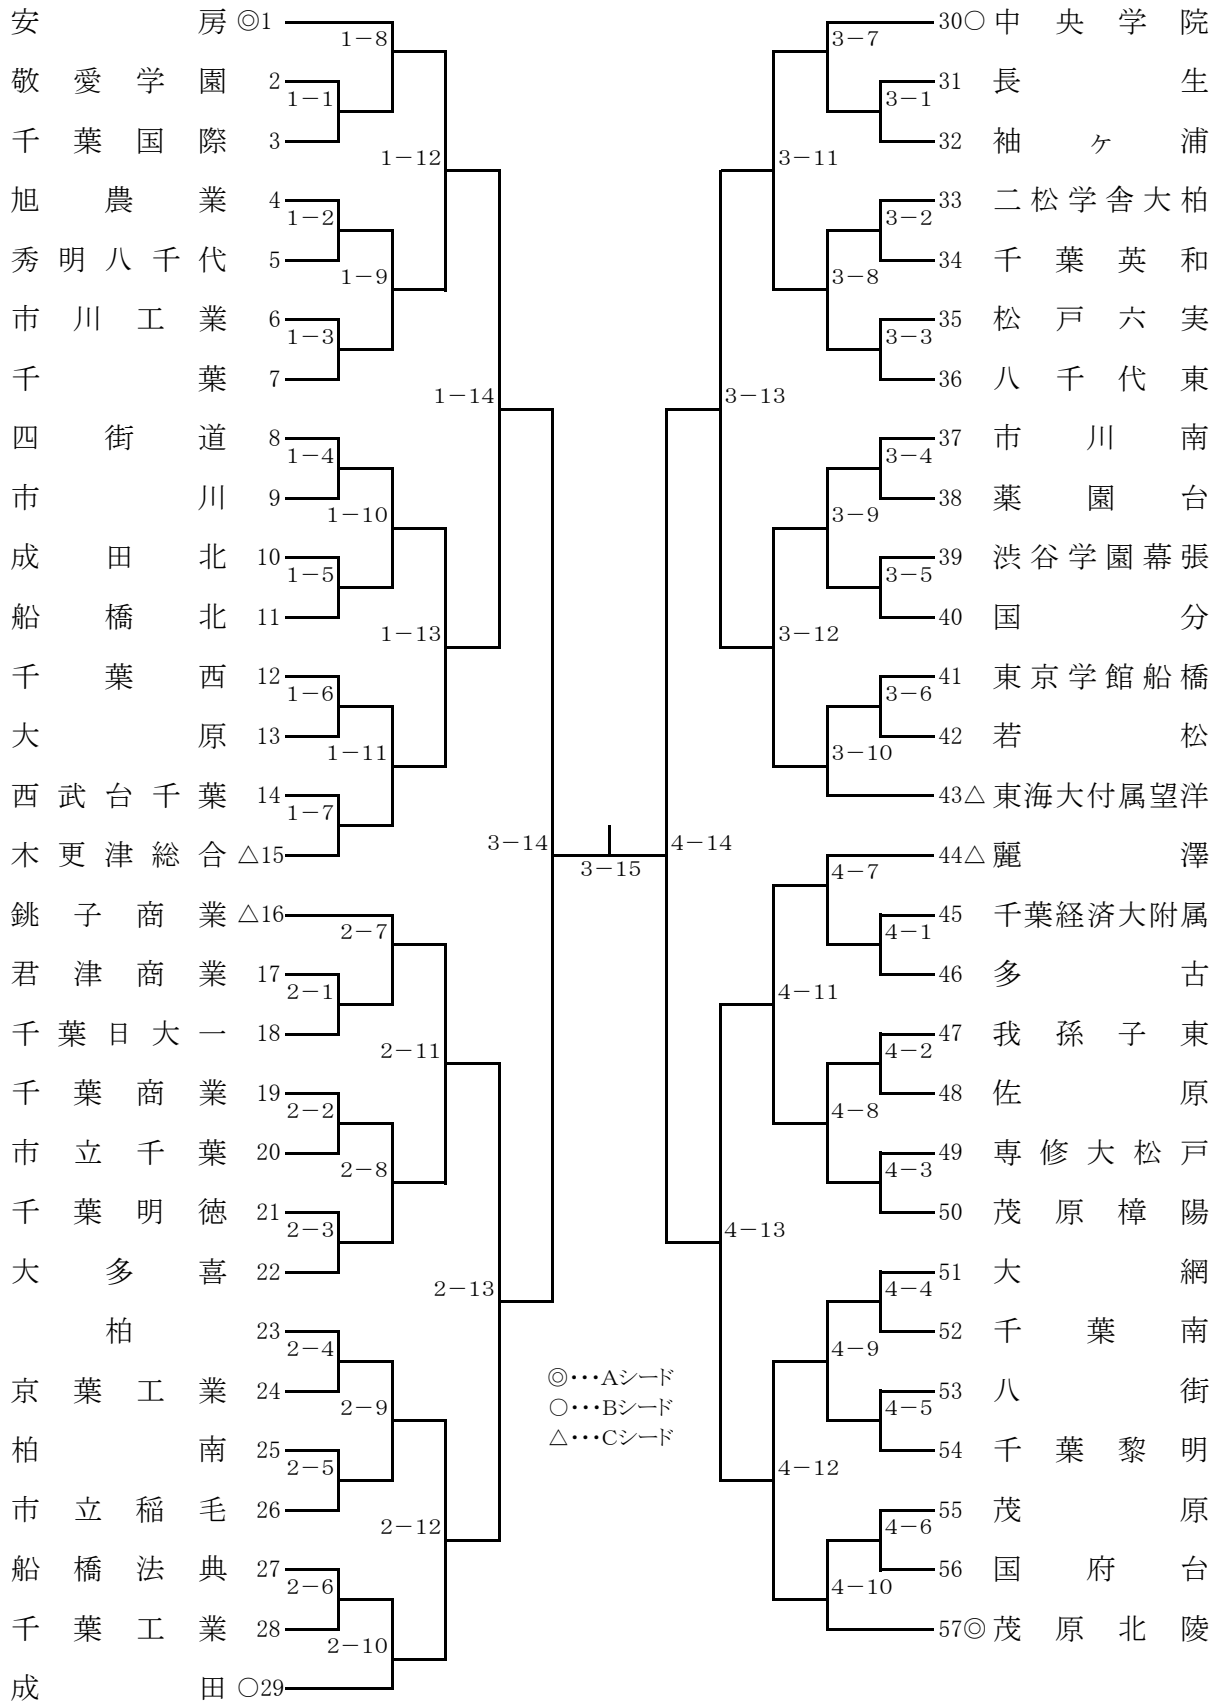 安房 ◎1
敬愛学園 2
千葉国際 3
旭農業 4
秀明八千代 5
市川工業 6
千葉 7
四街道 8
市川 9
成田北 10
船橋北 11
千葉西 12
大原 13
西武台千葉 14
木更津総合 △15
銚子商業 △16
君津商業 17
千葉日大一 18
千葉商業 19
市立千葉 20
千葉明徳 21
大多喜 22
柏 23
京葉工業 24
柏南 25
市立稲毛 26
船橋法典 27
千葉工業 28
成田 ○29
1-8
1-1
1-12
1-2
1-9
1-3
1-14
1-4
1-10
1-5
1-13
1-6
1-11
1-7
3-14
2-7
2-1
2-11
2-2
2-8
2-3
2-13
2-4
2-9
2-5
2-12
2-6
2-10
3-15
◎・・・Aシード
○・・・Bシード
△・・・Cシード
3-7
3-1
3-11
3-2
3-8
3-3
3-13
3-4
3-9
3-5
3-12
3-6
3-10
4-14
4-7
4-1
4-11
4-2
4-8
4-3
4-13
4-4
4-9
4-5
4-12
4-6
4-10
30○ 中央学院
31 長生
32 袖ヶ浦
33 二松学舎大柏
34 千葉英和
35 松戸六実
36 八千代東
37 市川南
38 薬園台
39 渋谷学園幕張
40 国分
41 東京学館船橋
42 若松
43△ 東海大付属望洋
44△ 麗澤
45 千葉経済大附属
46 多古
47 我孫子東
48 佐原
49 専修大松戸
50 茂原樟陽
51 大網
52 千葉南
53 八街
54 千葉黎明
55 茂原
56 国府台
57◎ 茂原北陵